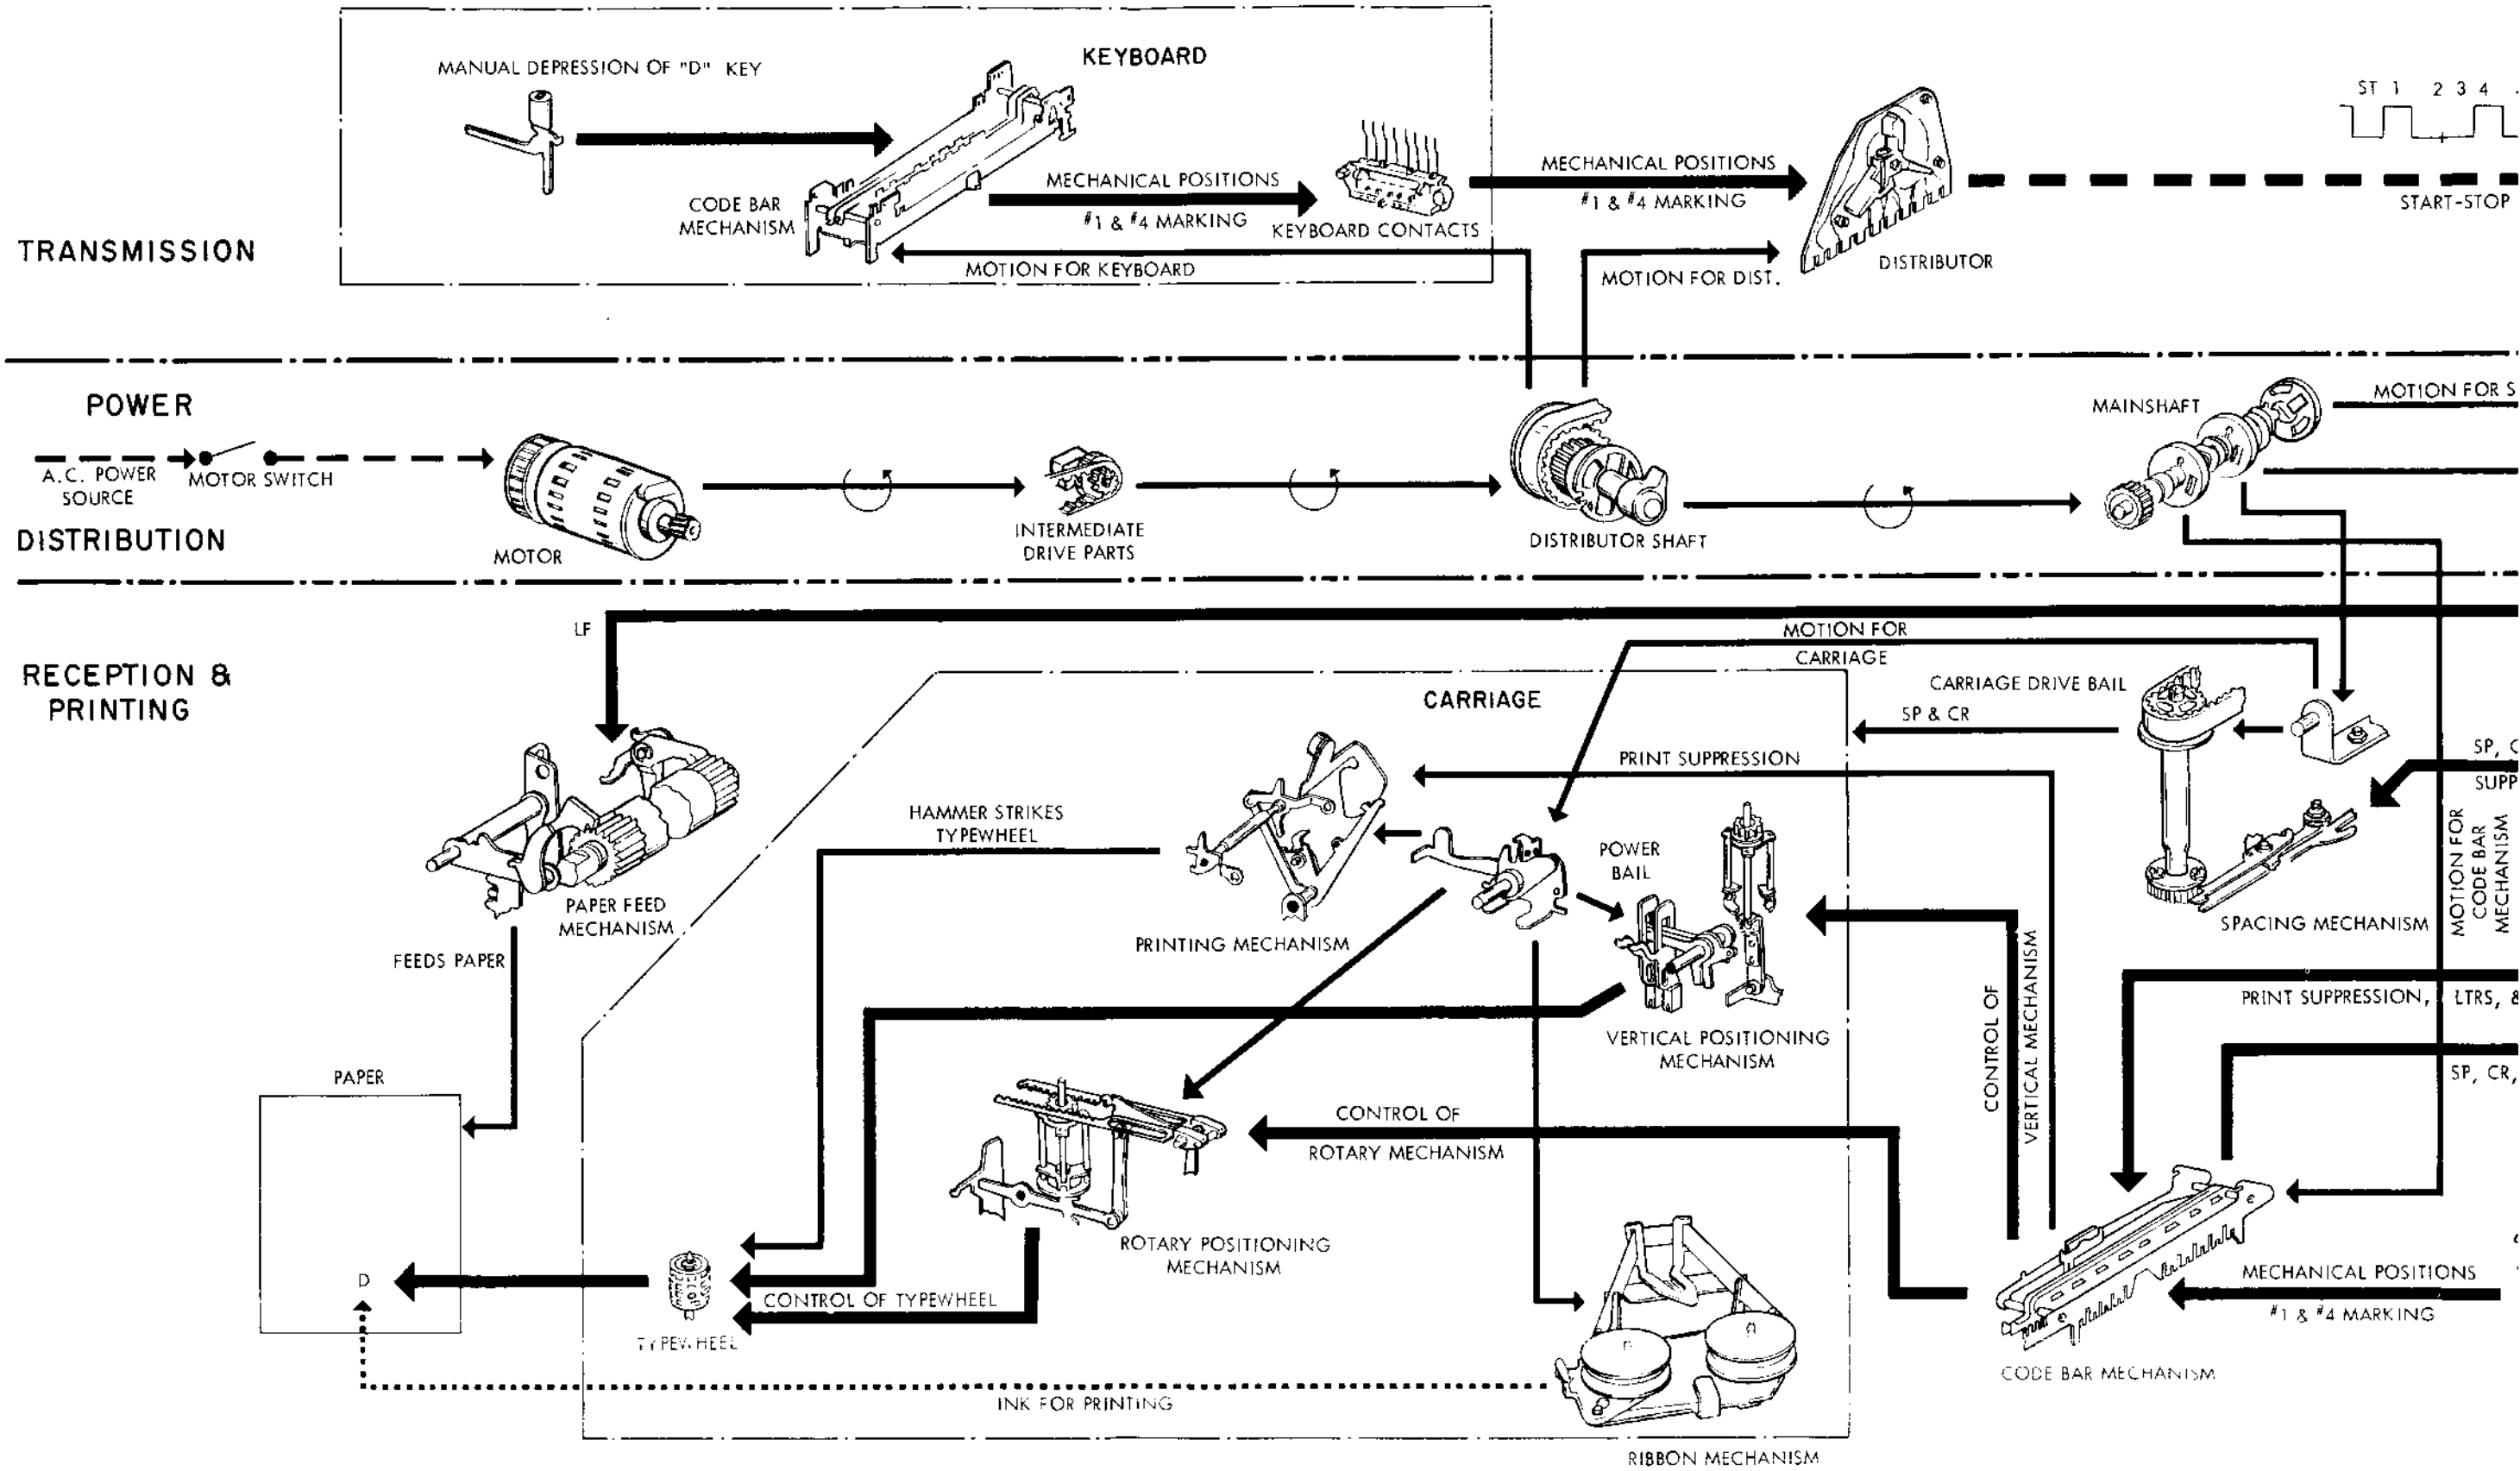 KEYBOARD
MANUAL DEPRESSION OF "D" KEY
CODE BAR
MECHANISM
MECHANICAL POSITIONS
#1 & #4 MARKING
KEYBOARD CONTACTS
MOTION FOR KEYBOARD
MECHANICAL POSITIONS
#1 & #4 MARKING
MOTION FOR DIST.
DISTRIBUTOR
ST 1 2 3 4
START-STOP
TRANSMISSION
POWER
DISTRIBUTION
A.C. POWER
SOURCE
MOTOR SWITCH
MOTOR
INTERMEDIATE
DRIVE PARTS
DISTRIBUTOR SHAFT
MAINSHAFT
MOTION FOR S
RECEPTION &
PRINTING
LF
MOTION FOR
CARRIAGE
CARRIAGE
CARRIAGE DRIVE BAIL
SP & CR
PRINT SUPPRESSION
SP, C
SUPP
HAMMER STRIKES
TYPEWHEEL
POWER
BAIL
PAPER FEED
MECHANISM
PRINTING MECHANISM
SPACING MECHANISM
MOTION FOR
CODE BAR
MECHANISM
FEEDS PAPER
VERTICAL POSITIONING
MECHANISM
CONTROL OF
VERTICAL MECHANISM
PRINT SUPPRESSION, LTRS, &
SP, CR,
PAPER
CONTROL OF
ROTARY MECHANISM
ROTARY POSITIONING
MECHANISM
D
CONTROL OF TYPEWHEEL
TYPEWHEEL
MECHANICAL POSITIONS
#1 & #4 MARKING
CODE BAR MECHANISM
INK FOR PRINTING
RIBBON MECHANISM